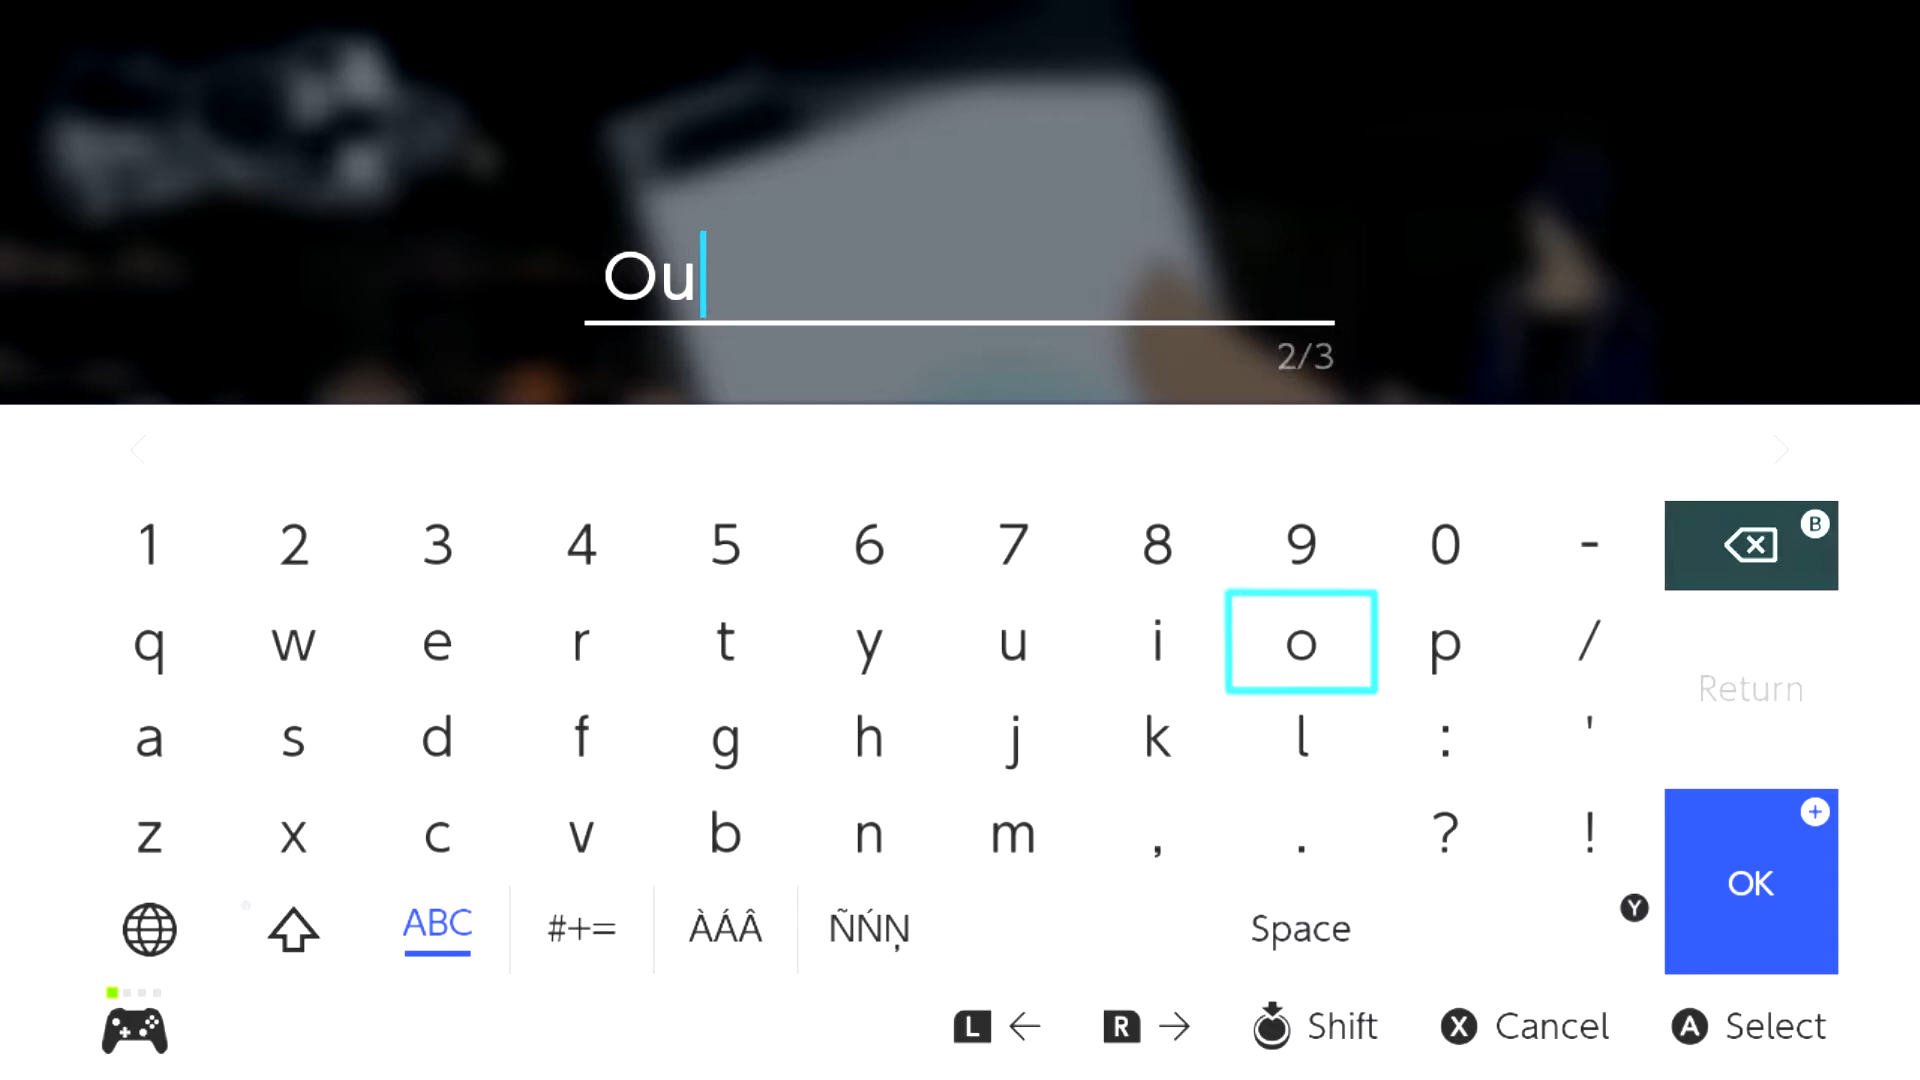 Ou
2/3
1 2 3 4 5 6 7 8 9 0 - B
q w e r t y u i o p /
Return
a s d f g h j k l : '
z x c v b n m , . ? ! +
OK
ABC #+= ÀÁÂ ÑŃŅ Space Y
L ← R → Shift X Cancel A Select